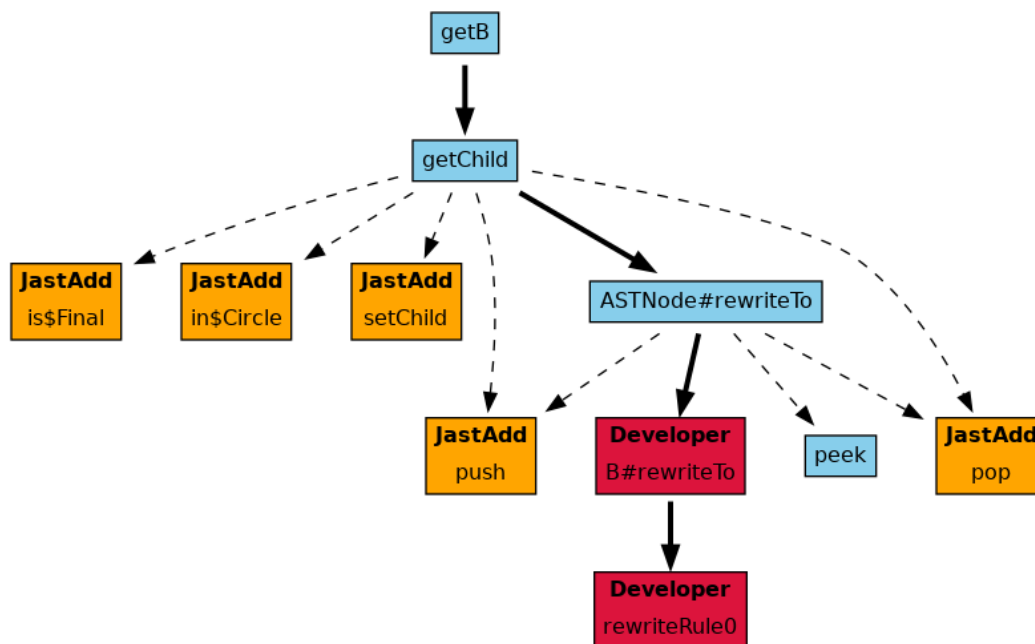 getB
getChild
JastAdd
is$Final
JastAdd
in$Circle
JastAdd
setChild
ASTNode#rewriteTo
JastAdd
push
Developer
B#rewriteTo
peek
JastAdd
pop
Developer
rewriteRule0